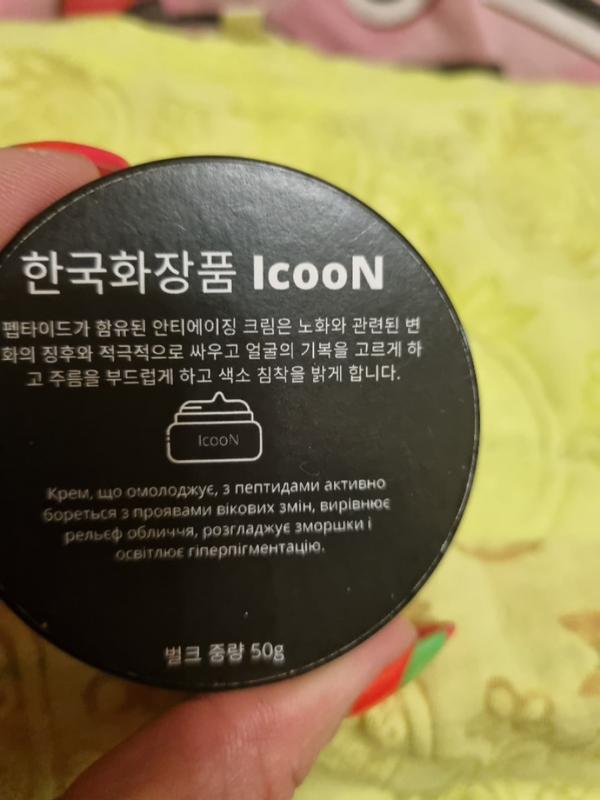 한국화장품 IcooN
펩타이드가 함유된 안티에이징 크림은 노화와 관련된 변
화의 징후와 적극적으로 싸우고 얼굴의 기복을 고르게 하
고 주름을 부드럽게 하고 색소 침착을 밝게 합니다.
IcooN
Крем, що омолоджує, з пептидами активно
бореться з проявами вікових змін, вирівнює
рельєф обличчя, розгладжує зморшки і
освітлює гіперпігментацію.
벌크 중량 50g